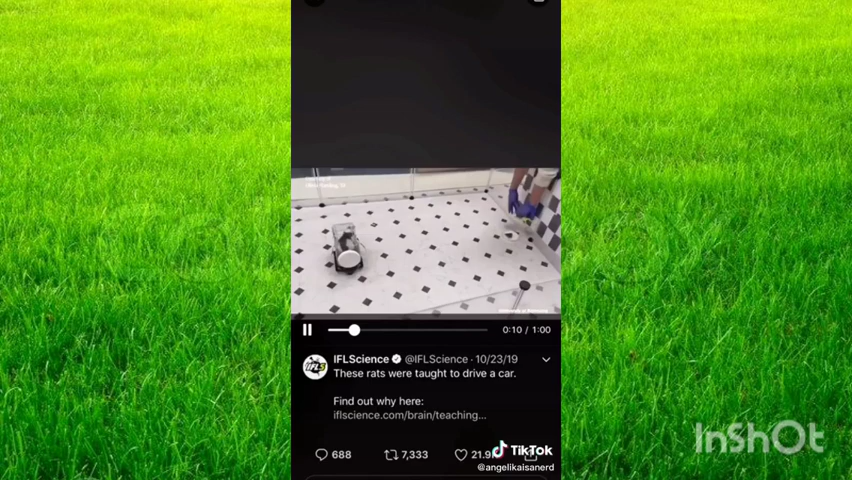 0:10 / 1:00
IFLS
IFLScience @IFLScience · 10/23/19
These rats were taught to drive a car.
Find out why here:
iflscience.com/brain/teaching...
688
7,333
TikTok
@angelikaisanerd
InShOt